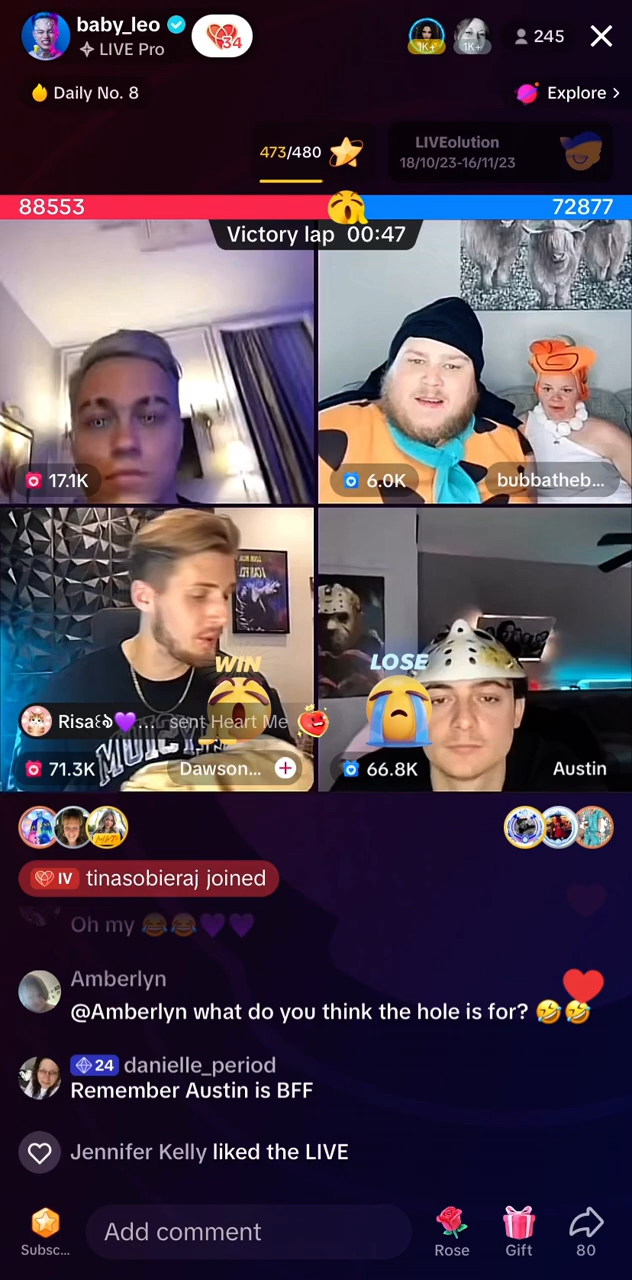 baby_leo
LIVE Pro
34
1K+
1K+
245
Daily No. 8
Explore >
473/480
LIVEolution
18/10/23-16/11/23
88553
72877
Victory lap 00:47
17.1K
6.0K
bubbatheb...
WIN
LOSE
Risa
... sent Heart Me
71.3K
Dawson... +
66.8K
Austin
IV tinasobieraj joined
Oh my 😂😂💜💜
Amberlyn
@Amberlyn what do you think the hole is for? 🤣🤣
24 danielle_period
Remember Austin is BFF
Jennifer Kelly liked the LIVE
Subsc...
Add comment
Rose
Gift
80